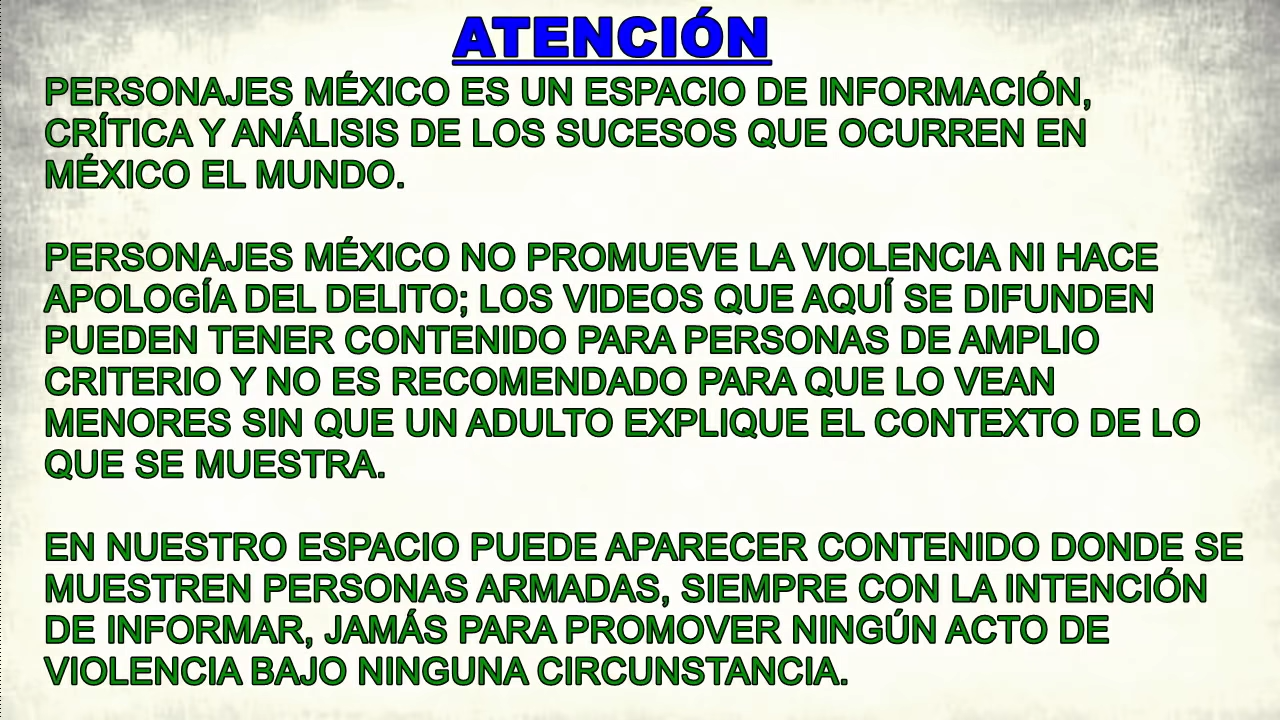 ATENCIÓN
PERSONAJES MÉXICO ES UN ESPACIO DE INFORMACIÓN,
CRÍTICA Y ANÁLISIS DE LOS SUCESOS QUE OCURREN EN
MÉXICO EL MUNDO.
PERSONAJES MÉXICO NO PROMUEVE LA VIOLENCIA NI HACE
APOLOGÍA DEL DELITO; LOS VIDEOS QUE AQUÍ SE DIFUNDEN
PUEDEN TENER CONTENIDO PARA PERSONAS DE AMPLIO
CRITERIO Y NO ES RECOMENDADO PARA QUE LO VEAN
MENORES SIN QUE UN ADULTO EXPLIQUE EL CONTEXTO DE LO
QUE SE MUESTRA.
EN NUESTRO ESPACIO PUEDE APARECER CONTENIDO DONDE SE
MUESTREN PERSONAS ARMADAS, SIEMPRE CON LA INTENCIÓN
DE INFORMAR, JAMÁS PARA PROMOVER NINGÚN ACTO DE
VIOLENCIA BAJO NINGUNA CIRCUNSTANCIA.